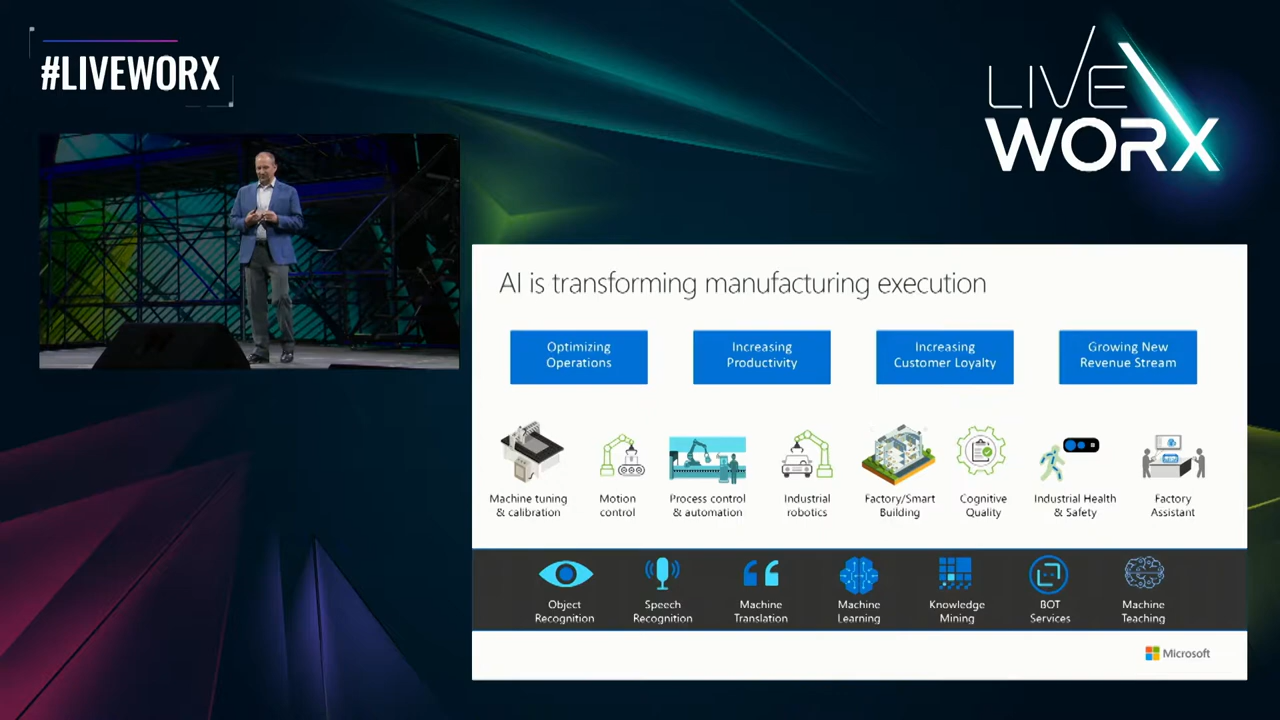 #LIVEWORX
LIVE
WORX
AI is transforming manufacturing execution
Optimizing
Operations
Increasing
Productivity
Increasing
Customer Loyalty
Growing New
Revenue Stream
Machine tuning
& calibration
Motion
control
Process control
& automation
Industrial
robotics
Factory/Smart
Building
Cognitive
Quality
Industrial Health
& Safety
Factory
Assistant
Object
Recognition
Speech
Recognition
Machine
Translation
Machine
Learning
Knowledge
Mining
BOT
Services
Machine
Teaching
Microsoft